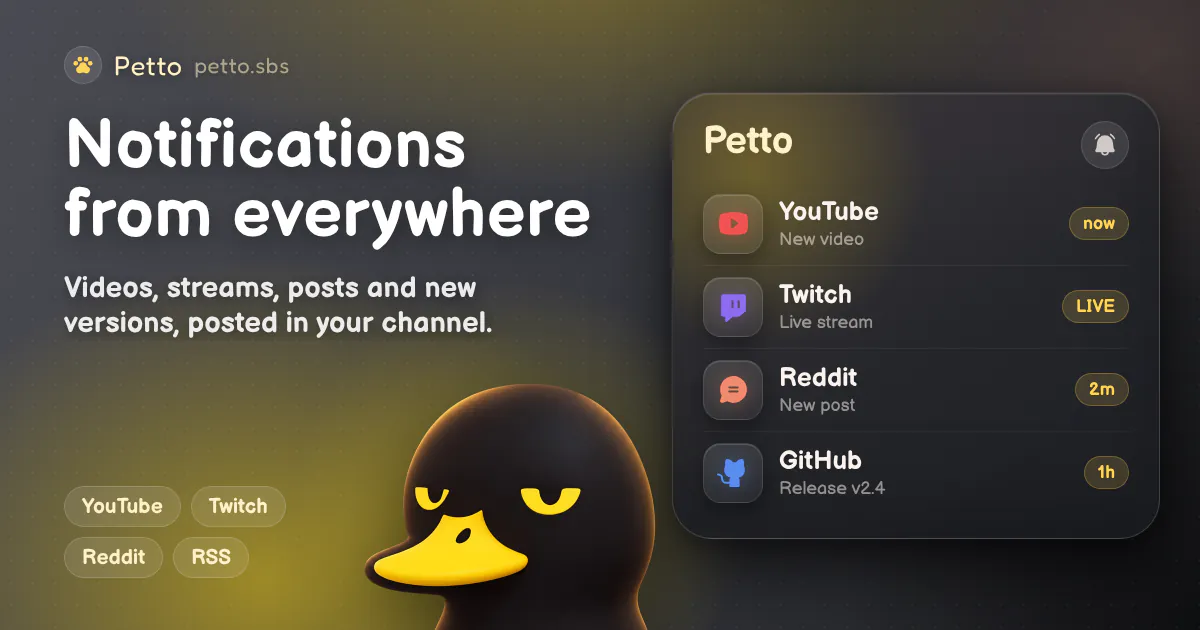 Petto petto.sbs
Notifications
from everywhere
Videos, streams, posts and new
versions, posted in your channel.
YouTube Twitch
Reddit RSS
Petto
YouTube
New video
now
Twitch
Live stream
LIVE
Reddit
New post
2m
GitHub
Release v2.4
1h